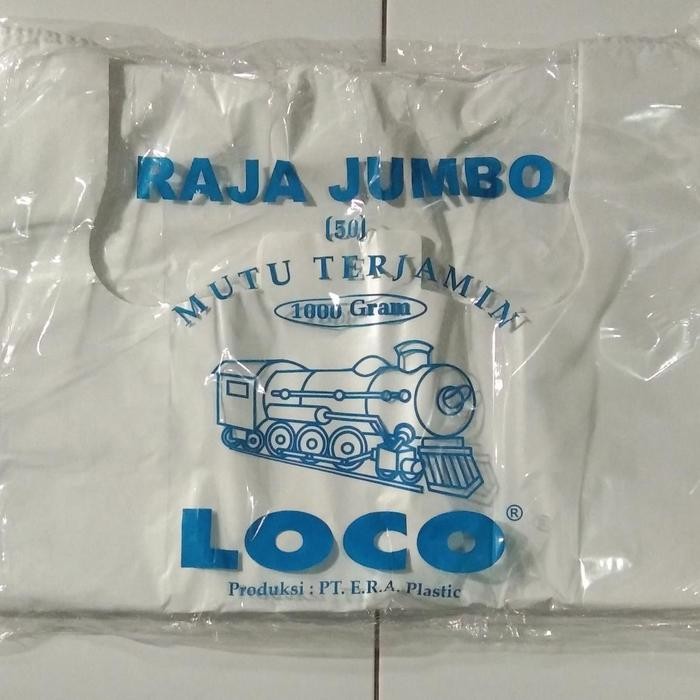 RAJA JUMBO
(50)
MUTU TERJAMIN
1000 Gram
LOCO®
Produksi : PT. E.R.A. Plastic